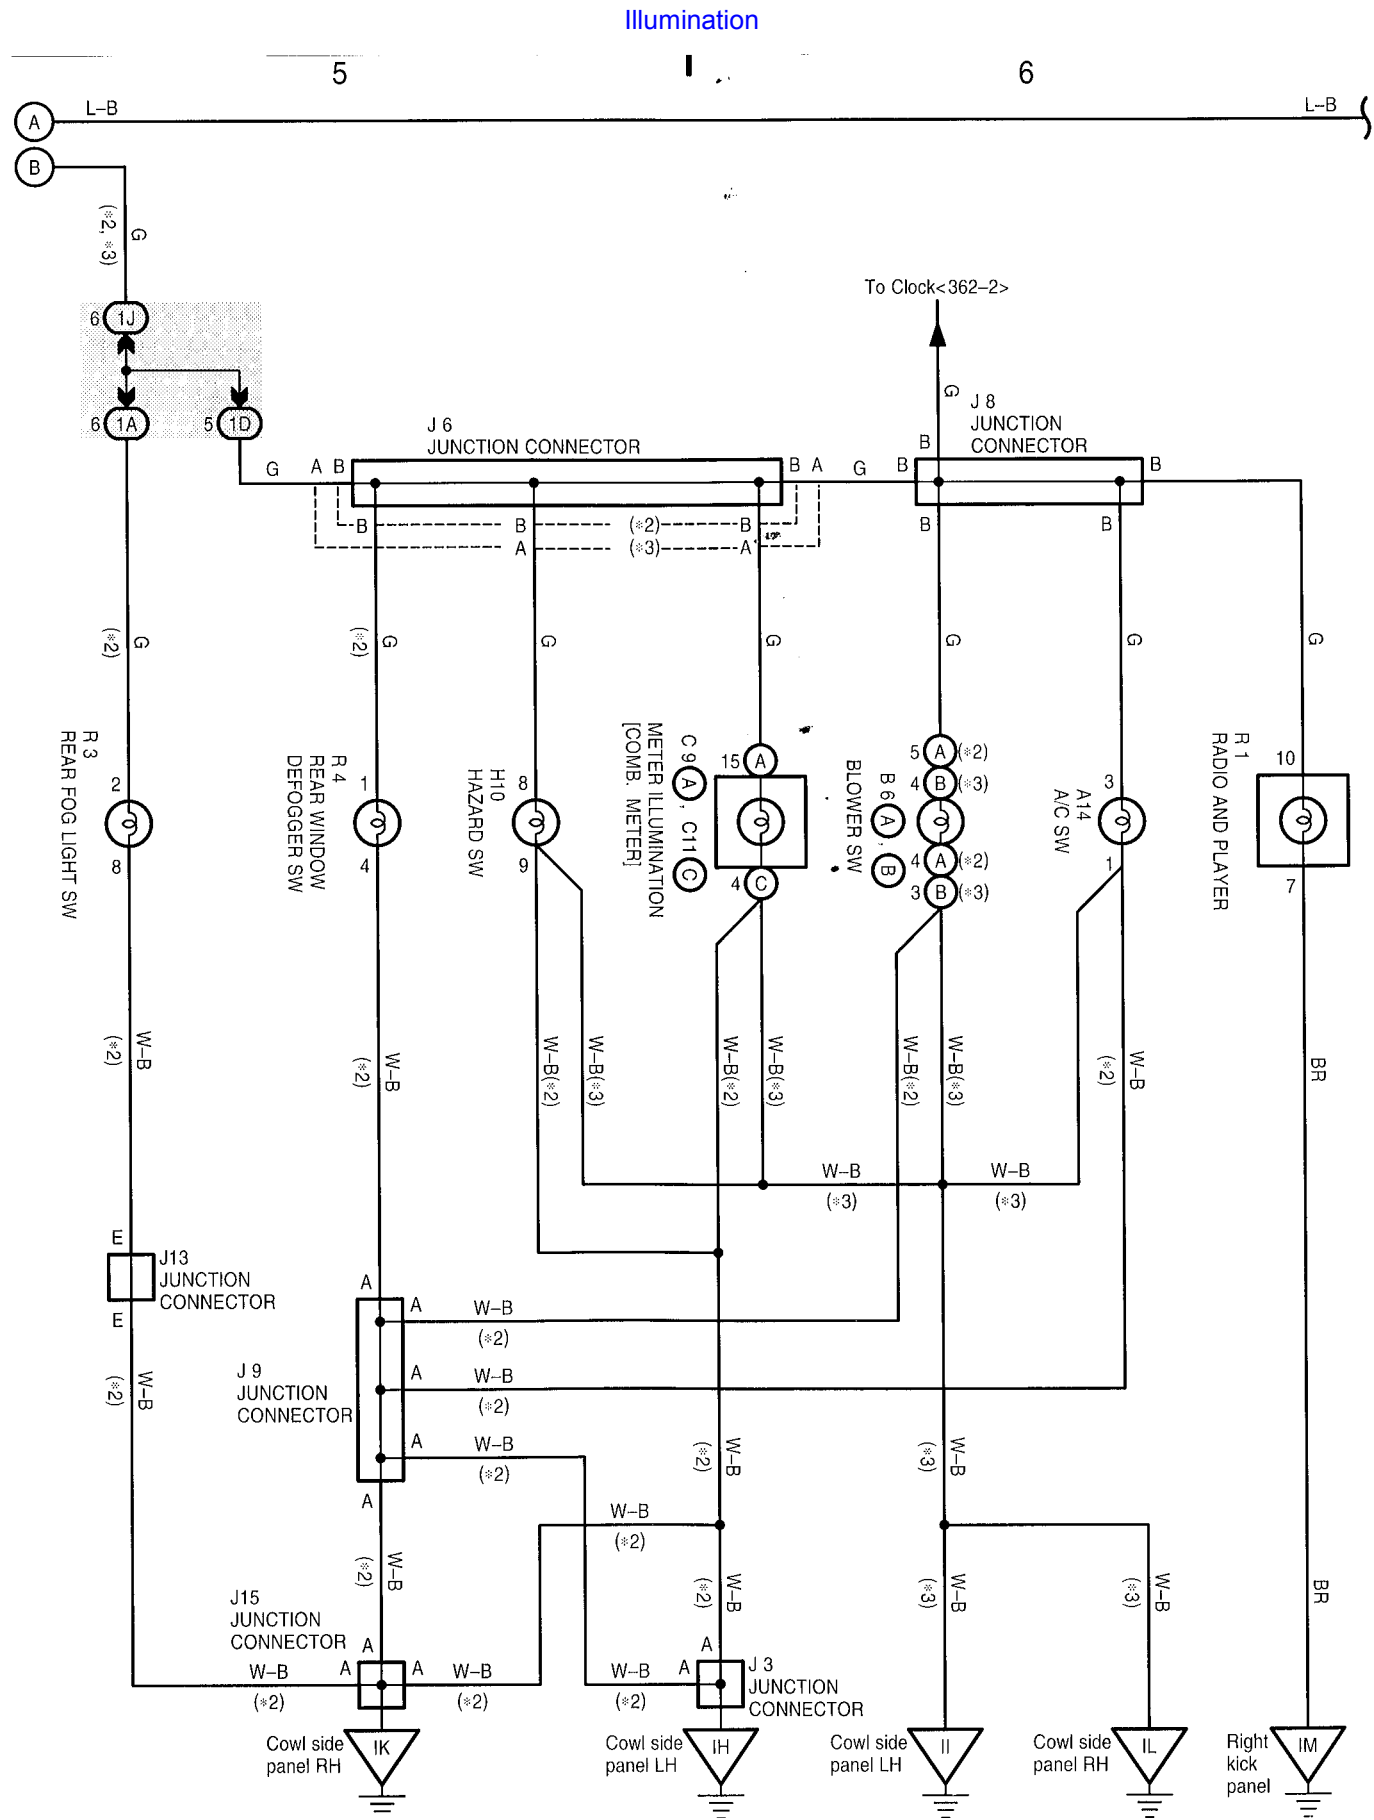 Illumination
5
6
A
L–B
L–B
B
G
(*2, *3)
To Clock<362–2>
6
1J
G
6
1A
5
1D
J 6
JUNCTION CONNECTOR
J 8
JUNCTION
CONNECTOR
B
G
A
B
B
A
G
B
B
B
B
(*2)
B
B
B
A
(*3)
A
G
(*2)
G
(*2)
G
G
G
G
G
R 3
REAR FOG LIGHT SW
2
8
R 4
REAR WINDOW
DEFOGGER SW
1
4
H10
HAZARD SW
8
9
C 9 A , C11 C
METER ILLUMINATION
[COMB. METER]
15
A
4
C
B 6 A , B
BLOWER SW
5
A
(*2)
4
B
(*3)
4
A
(*2)
3
B
(*3)
A14
A/C SW
3
1
R 1
RADIO AND PLAYER
10
7
W–B
(*2)
W–B
(*2)
W–B(*2)
W–B(*3)
W–B(*2)
W–B(*3)
W–B(*2)
W–B(*3)
W–B
(*2)
BR
W–B
(*3)
W–B
(*3)
E
J13
JUNCTION
CONNECTOR
E
A
A
W–B
(*2)
J 9
JUNCTION
CONNECTOR
A
W–B
(*2)
W–B
(*2)
A
W–B
(*2)
W–B
(*2)
W–B
(*3)
A
W–B
(*2)
W–B
(*2)
W–B
(*2)
W–B
(*3)
W–B
(*3)
BR
J15
JUNCTION
CONNECTOR
A
W–B
(*2)
A
A
W–B
(*2)
W–B
(*2)
A
A
J 3
JUNCTION
CONNECTOR
Cowl side
panel RH
IK
Cowl side
panel LH
IH
Cowl side
panel LH
II
Cowl side
panel RH
IL
Right
kick
panel
IM